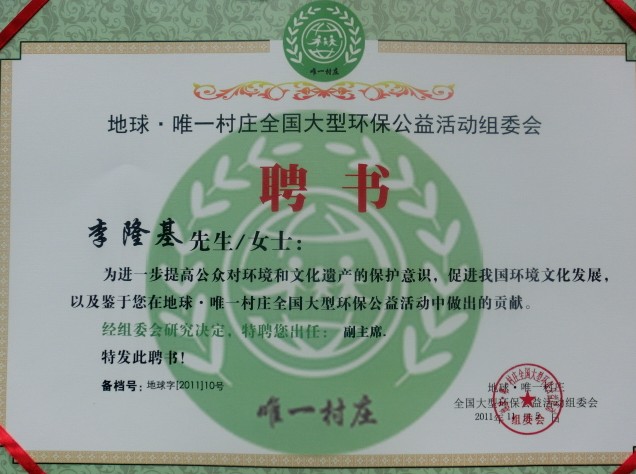 唯一村庄
地球·唯一村庄全国大型环保公益活动组委会
聘书
李隆基先生/女士:
为进一步提高公众对环境和文化遗产的保护意识，促进我国环境文化发展，
以及鉴于您在地球·唯一村庄全国大型环保公益活动中做出的贡献。
经组委会研究决定，特聘您出任：副主席.
特发此聘书!
备档号：地球字[2011]10号
唯一村庄
地球·唯一村庄
全国大型环保公益活动组委会
2011年11月 日
组委会